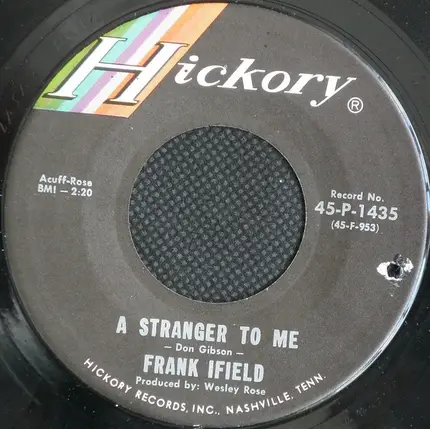 Hickory ®
Acuff-Rose
BMI — 2:20
Record No.
45-P-1435
(45-F-953)
A STRANGER TO ME
— Don Gibson —
FRANK IFIELD
Produced by: Wesley Rose
HICKORY RECORDS, INC., NASHVILLE, TENN.